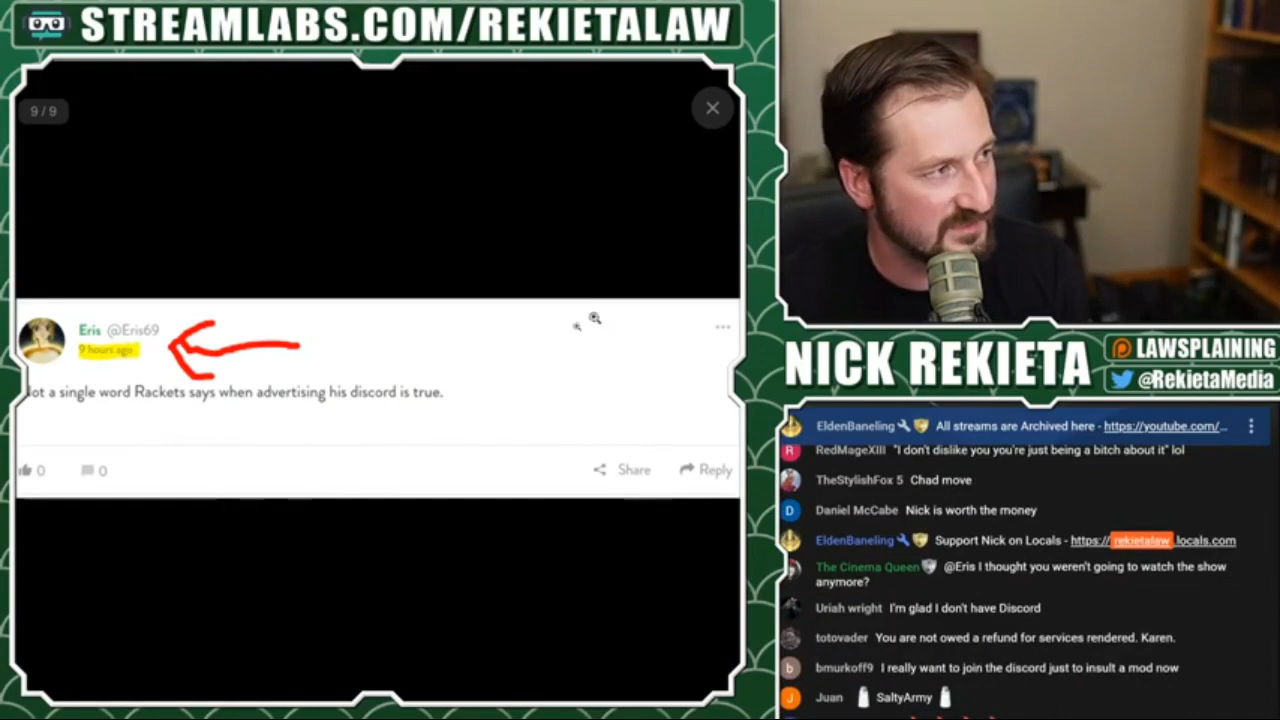 STREAMLABS.COM/REKIETALAW
9 / 9
Eris @Eris69
9 hours ago
ot a single word Rackets says when advertising his discord is true.
0
0
Share
Reply
NICK REKIETA
LAWSPLAINING
@RekietaMedia
EldenBaneling All streams are Archived here - https://youtube.com/...
R
RedMageXIII "I don't dislike you you're just being a bitch about it" lol
TheStylishFox 5 Chad move
D
Daniel McCabe Nick is worth the money
EldenBaneling Support Nick on Locals - https://rekietalaw.locals.com
The Cinema Queen @Eris I thought you weren't going to watch the show
anymore?
Uriah wright I'm glad I don't have Discord
totovader You are not owed a refund for services rendered. Karen.
b
bmurkoff9 I really want to join the discord just to insult a mod now
J
Juan SaltyArmy